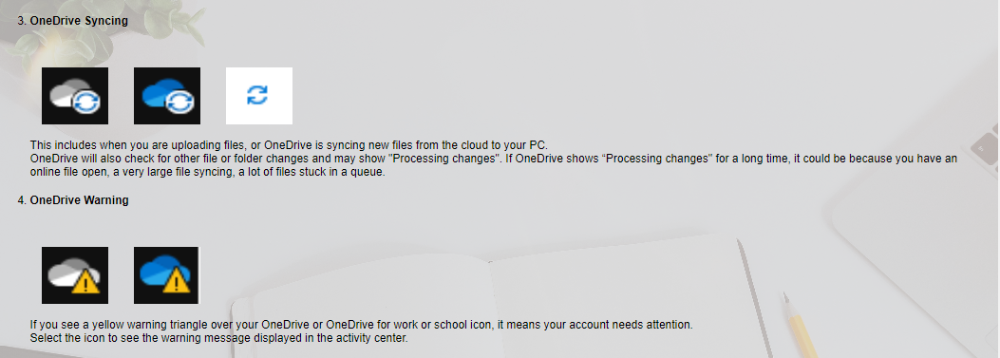 3. OneDrive Syncing
This includes when you are uploading files, or OneDrive is syncing new files from the cloud to your PC.
OneDrive will also check for other file or folder changes and may show "Processing changes". If OneDrive shows “Processing changes” for a long time, it could be because you have an
online file open, a very large file syncing, a lot of files stuck in a queue.
4. OneDrive Warning
If you see a yellow warning triangle over your OneDrive or OneDrive for work or school icon, it means your account needs attention.
Select the icon to see the warning message displayed in the activity center.